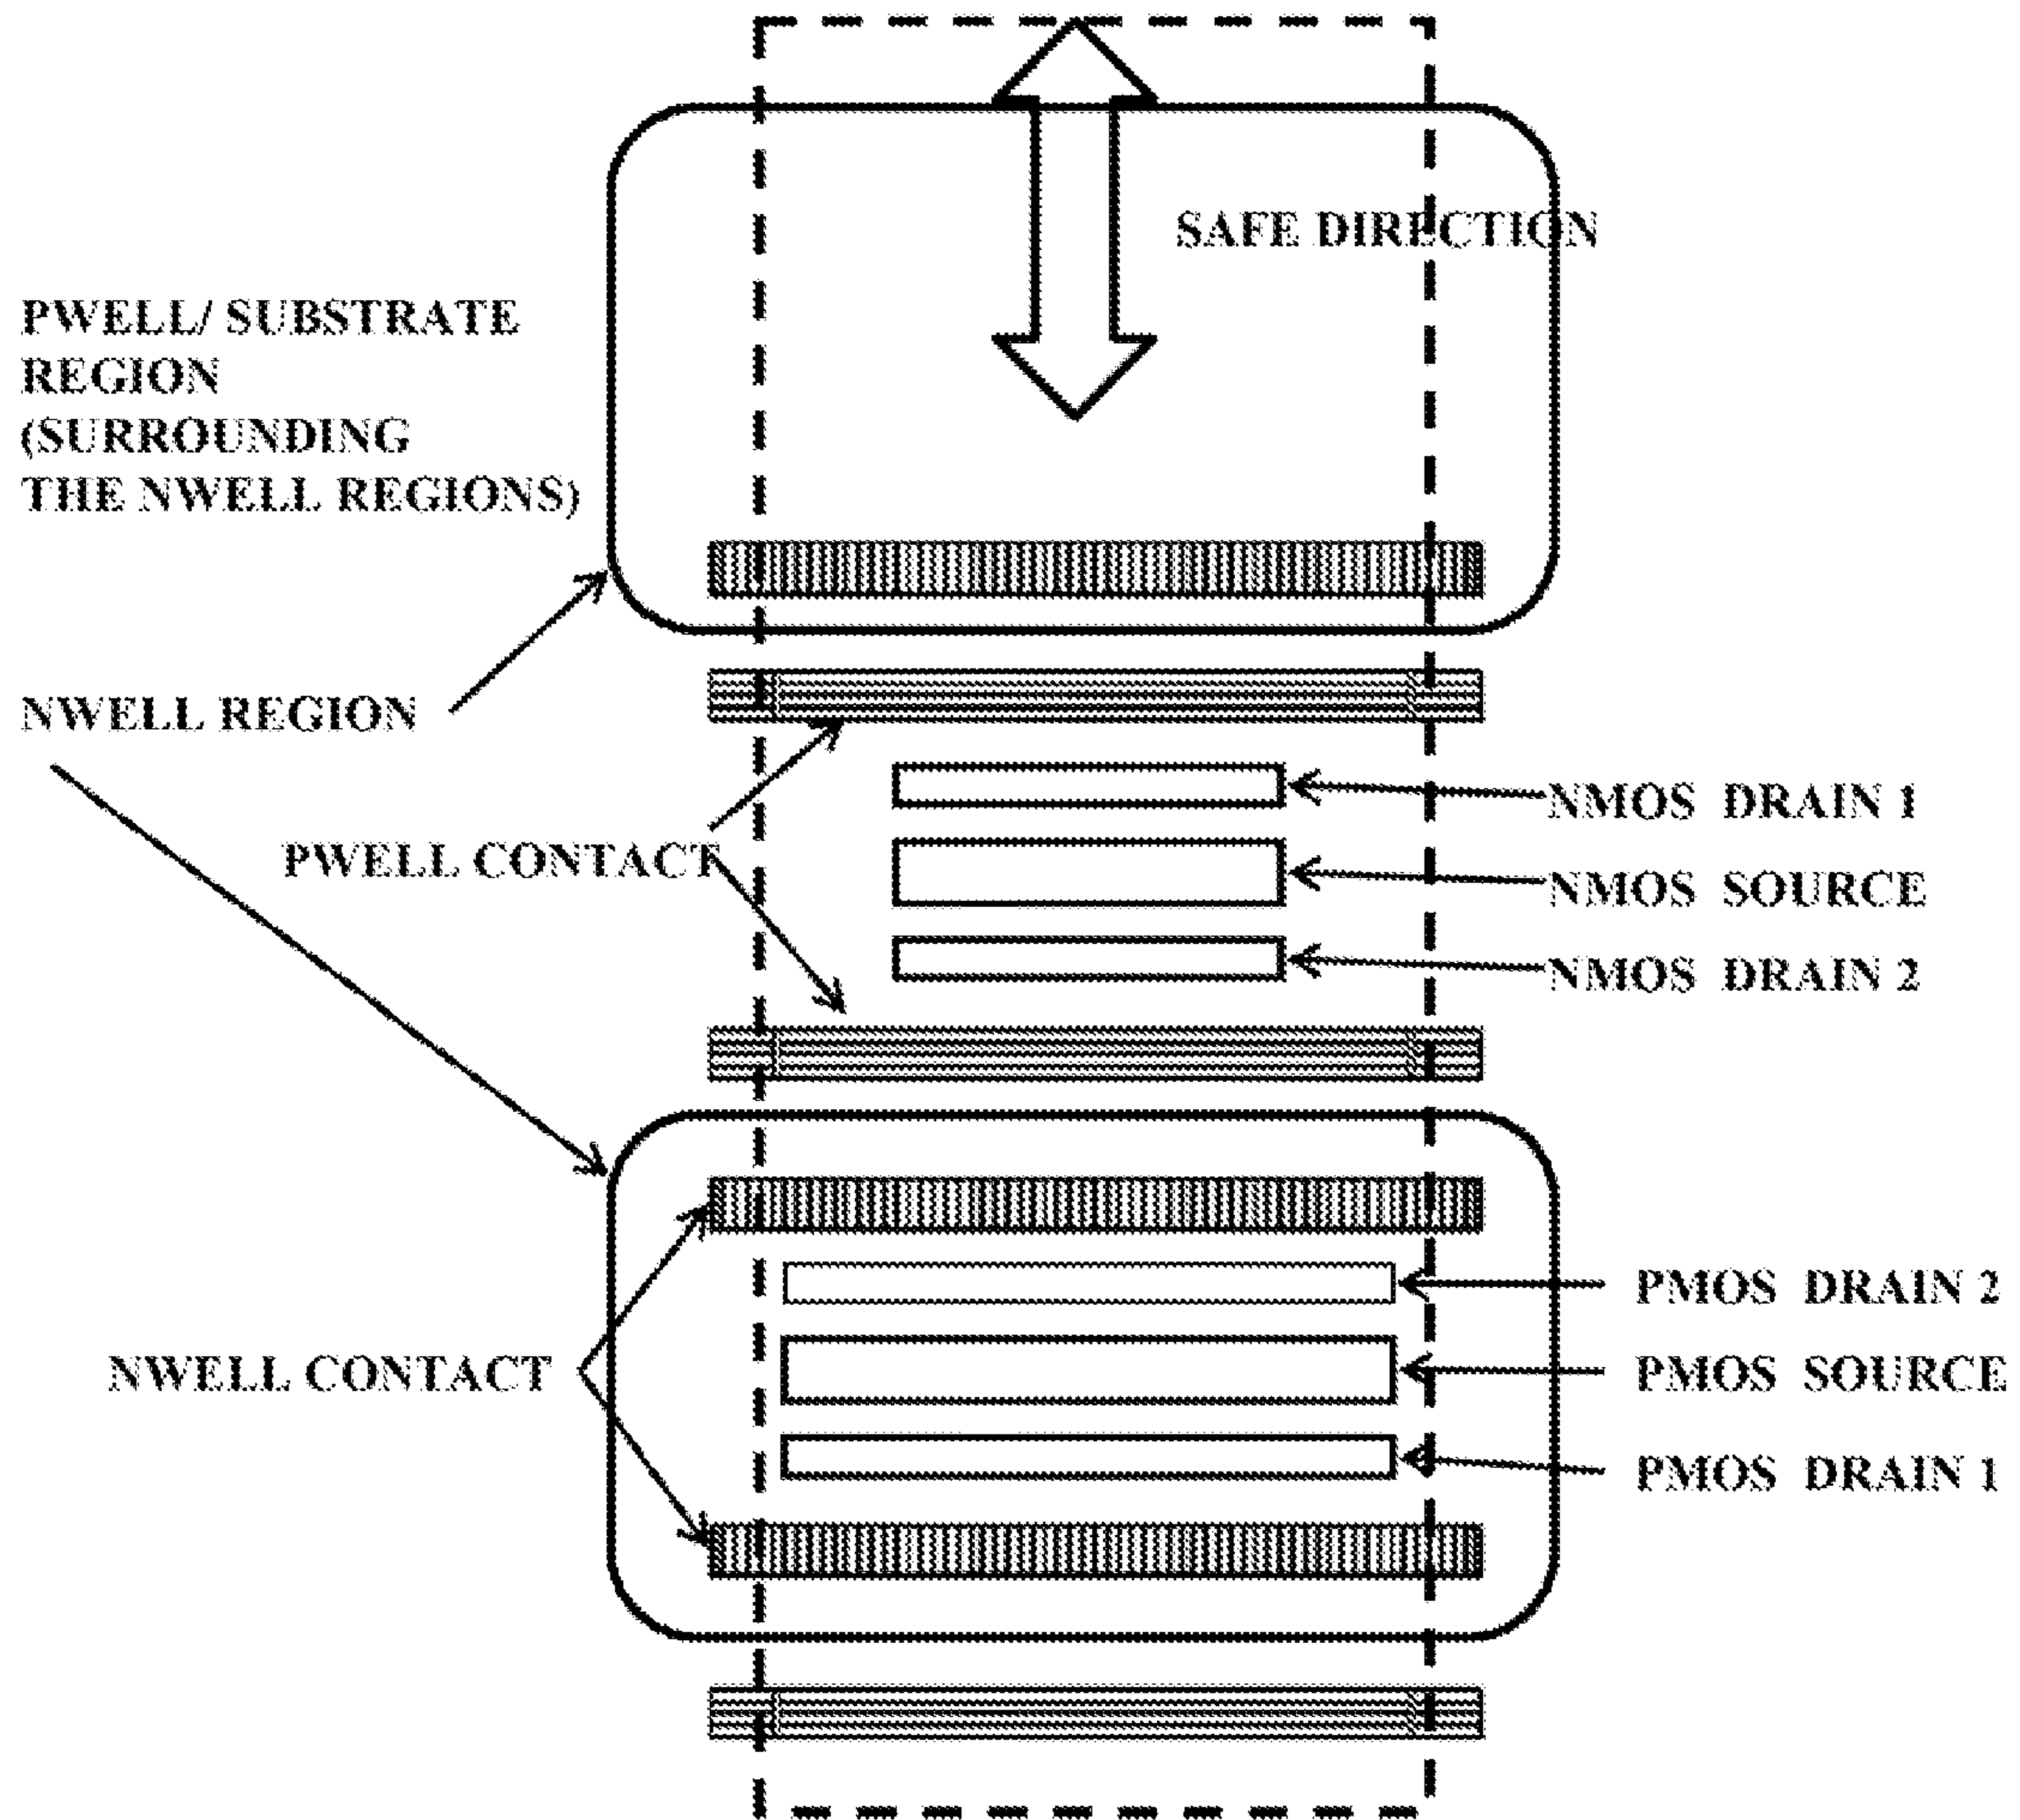 SAFE DIRECTION
PWELL/ SUBSTRATE
REGION
(SURROUNDING
THE NWELL REGIONS)
NWELL REGION
NMOS DRAIN 1
PWELL CONTACT
NMOS SOURCE
NMOS DRAIN 2
PMOS DRAIN 2
NWELL CONTACT
PMOS SOURCE
PMOS DRAIN 1